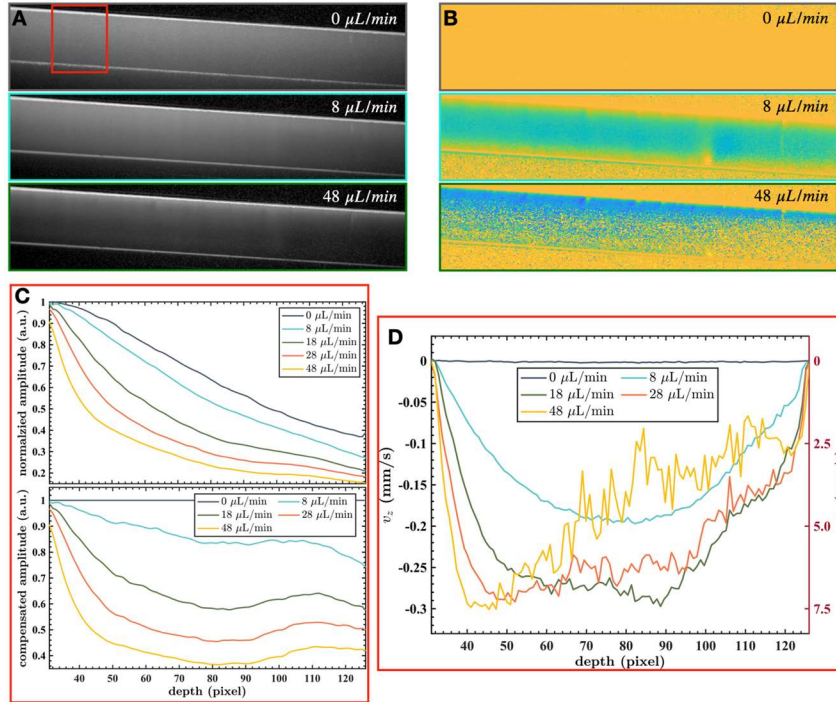 A
0 µL/min
8 µL/min
48 µL/min
B
0 µL/min
8 µL/min
48 µL/min
C
normalzied amplitude (a.u.)
1
0.9
0.8
0.7
0.6
0.5
0.4
0.3
0.2
0 µL/min
8 µL/min
18 µL/min
28 µL/min
48 µL/min
compensated amplitude (a.u.)
1
0.9
0.8
0.7
0.6
0.5
0.4
0 µL/min 8 µL/min
18 µL/min 28 µL/min
48 µL/min
40 50 60 70 80 90 100 110 120
depth (pixel)
D
v_z (mm/s)
0
-0.05
-0.1
-0.15
-0.2
-0.25
-0.3
0 µL/min 8 µL/min
18 µL/min 28 µL/min
48 µL/min
0
2.5
5.0
7.5
40 50 60 70 80 90 100 110 120
depth (pixel)